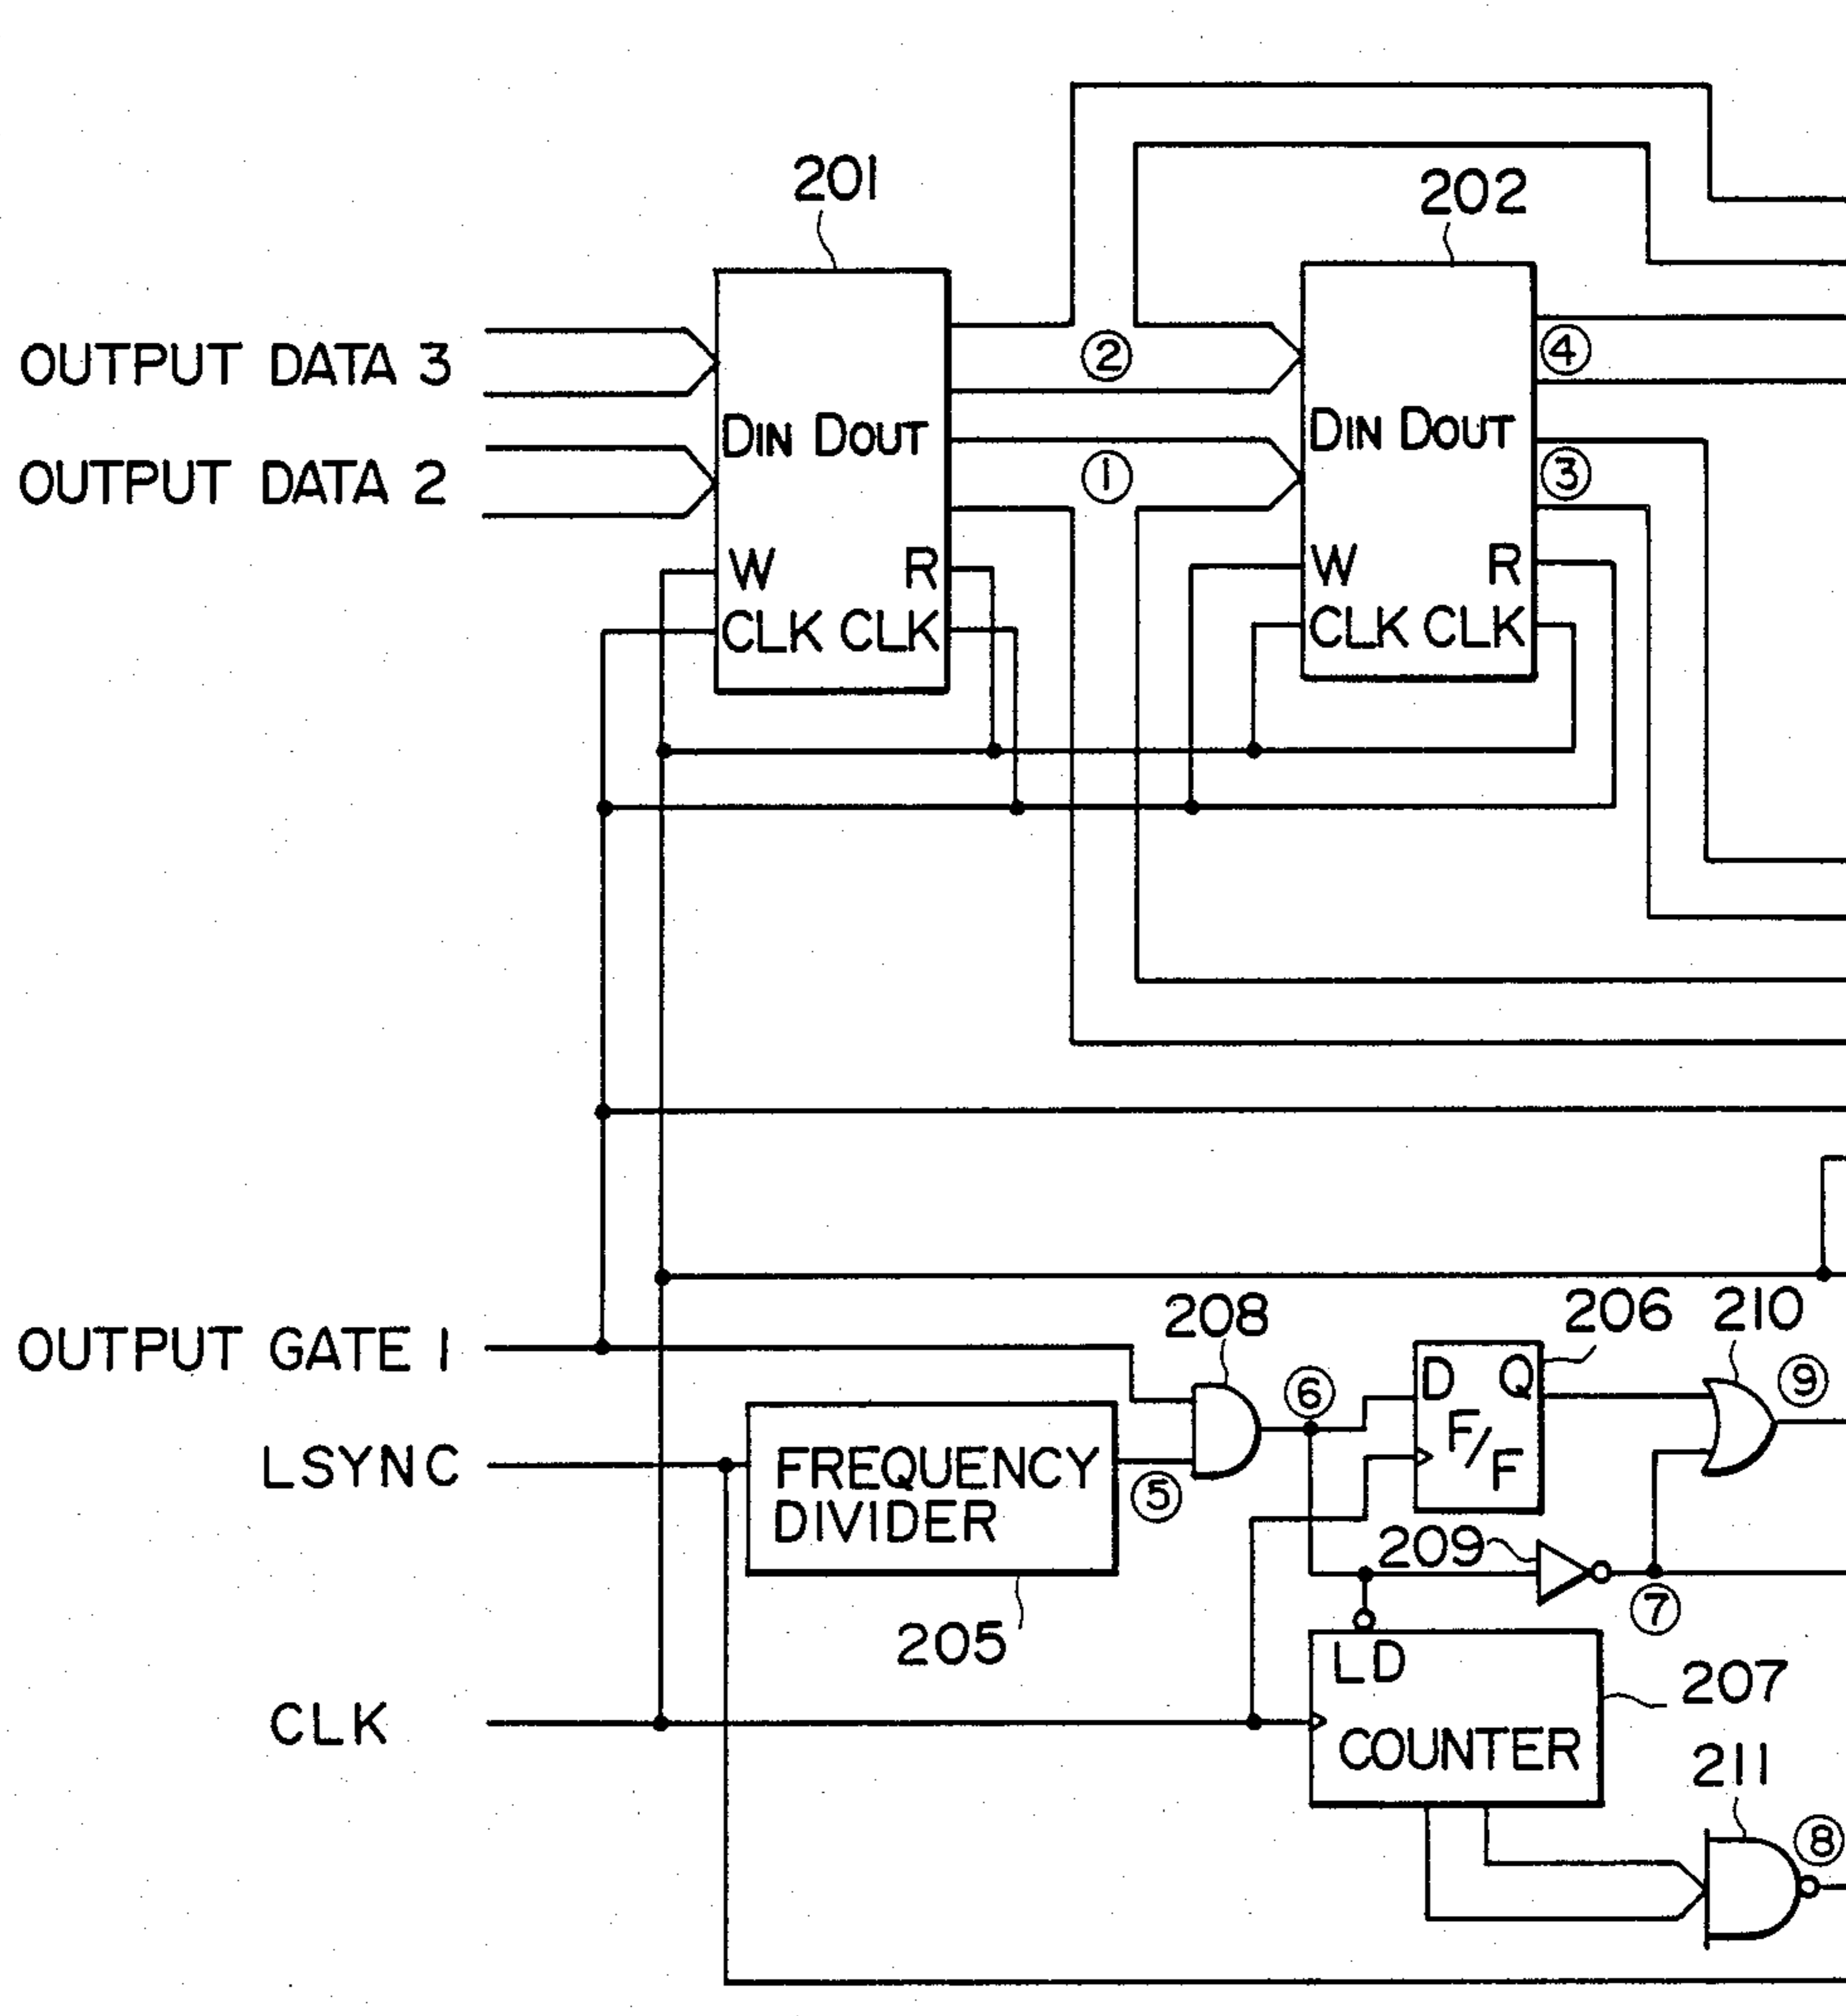 201
202
OUTPUT DATA 3
②
④
DIN DOUT
DIN DOUT
OUTPUT DATA 2
①
③
W R
W R
CLK CLK
CLK CLK
208
206
210
OUTPUT GATE 1
D Q
⑥
⑨
F/F
LSYNC
FREQUENCY
DIVIDER
⑤
209
⑦
205
LD
207
CLK
COUNTER
211
⑧